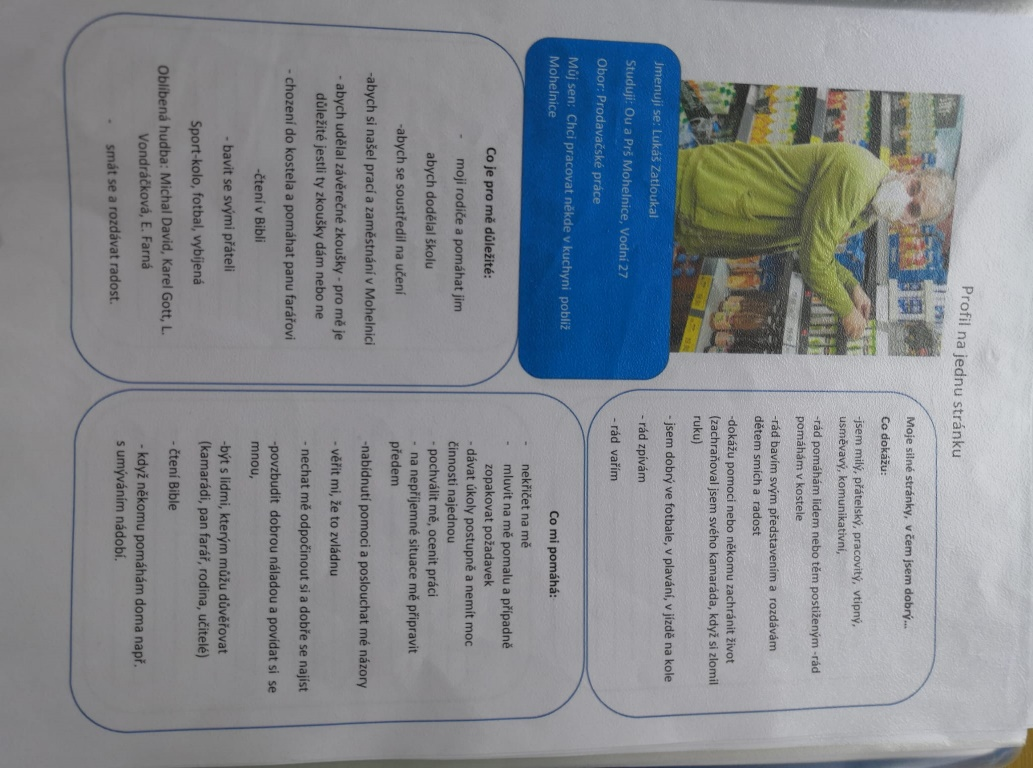 Profil na jednu stránku
Jmenuji se: Lukáš Zatloukal
Studuji: Ou a Prš Mohelnice, Vodní 27
Obor: Prodavačské práce
Můj sen: Chci pracovat někde v kuchyni poblíž
Mohelnice
Moje silné stránky, v čem jsem dobrý...
Co dokážu:
-jsem milý, přátelský, pracovitý, vtipný,
usměvavý, komunikativní,
-rád pomáhám lidem nebo těm postiženým -rád
pomáhám v kostele
-rád bavím svým představením a rozdávám
dětem smích a radost
-dokážu pomoci nebo někomu zachránit život
(zachraňoval jsem svého kamaráda, když si zlomil
ruku)
- jsem dobrý ve fotbale, v plavání, v jízdě na kole
- rád zpívám
- rád vařím
Co je pro mě důležité:
- moji rodiče a pomáhat jim
abych dodělal školu
-abych se soustředil na učení
-abych si našel práci a zaměstnání v Mohelnici
- abych udělal závěrečné zkoušky - pro mě je
důležité jestli ty zkoušky dám nebo ne
- chození do kostela a pomáhat panu farářovi
-čtení v Bibli
- bavit se svými přáteli
Sport-kolo, fotbal, vybíjená
Oblíbená hudba: Michal David, Karel Gott, L.
Vondráčková, E. Farná
- smát se a rozdávat radost.
Co mi pomáhá:
- nekřičet na mě
- mluvit na mě pomalu a případně
zopakovat požadavek
- dávat úkoly postupně a nemít moc
činností najednou
- pochválit mě, ocenit práci
- na nepříjemné situace mě připravit
předem
-nabídnutí pomoci a poslouchat mé názory
- věřit mi, že to zvládnu
- nechat mě odpočinout si a dobře se najíst
-povzbudit dobrou náladou a povídat si se
mnou,
-být s lidmi, kterým můžu důvěřovat
(kamarádi, pan farář, rodina, učitelé)
- čtení Bible
- když někomu pomáhám doma např.
s umýváním nádobí.